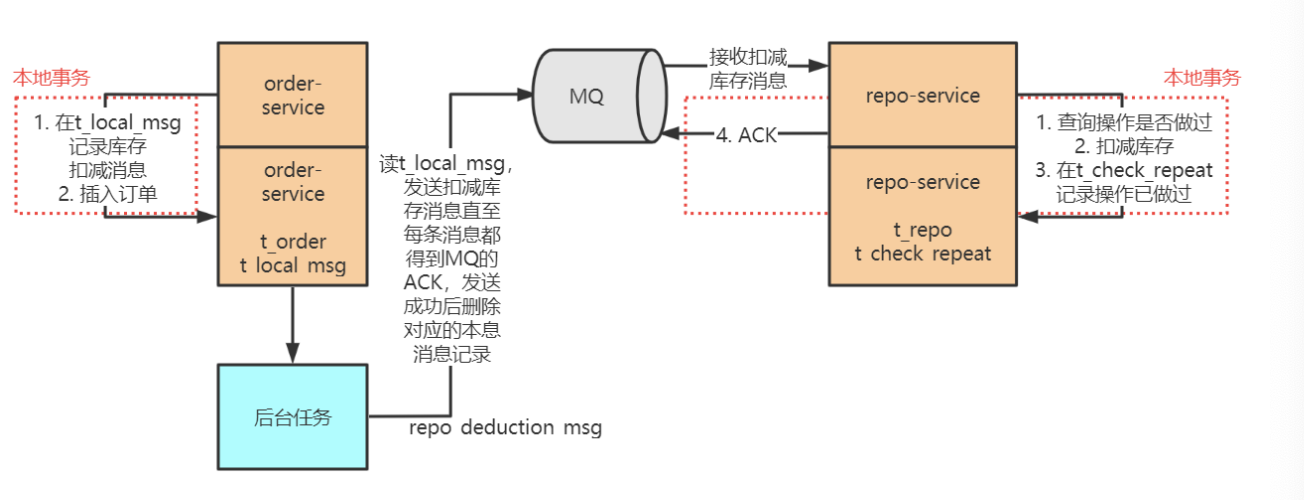 本地事务
1. 在t_local_msg
记录库存
扣减消息
2. 插入订单
order-
service
order-
service
t_order
t_local_msg
后台任务
读t_local_msg，
发送扣减库
存消息直至
每条消息都
得到MQ的
ACK，发送
成功后删除
对应的本息
消息记录
repo_deduction_msg
MQ
接收扣减
库存消息
4. ACK
repo-service
repo-service
t_repo
t_check_repeat
本地事务
1. 查询操作是否做过
2. 扣减库存
3. 在t_check_repeat
记录操作已做过